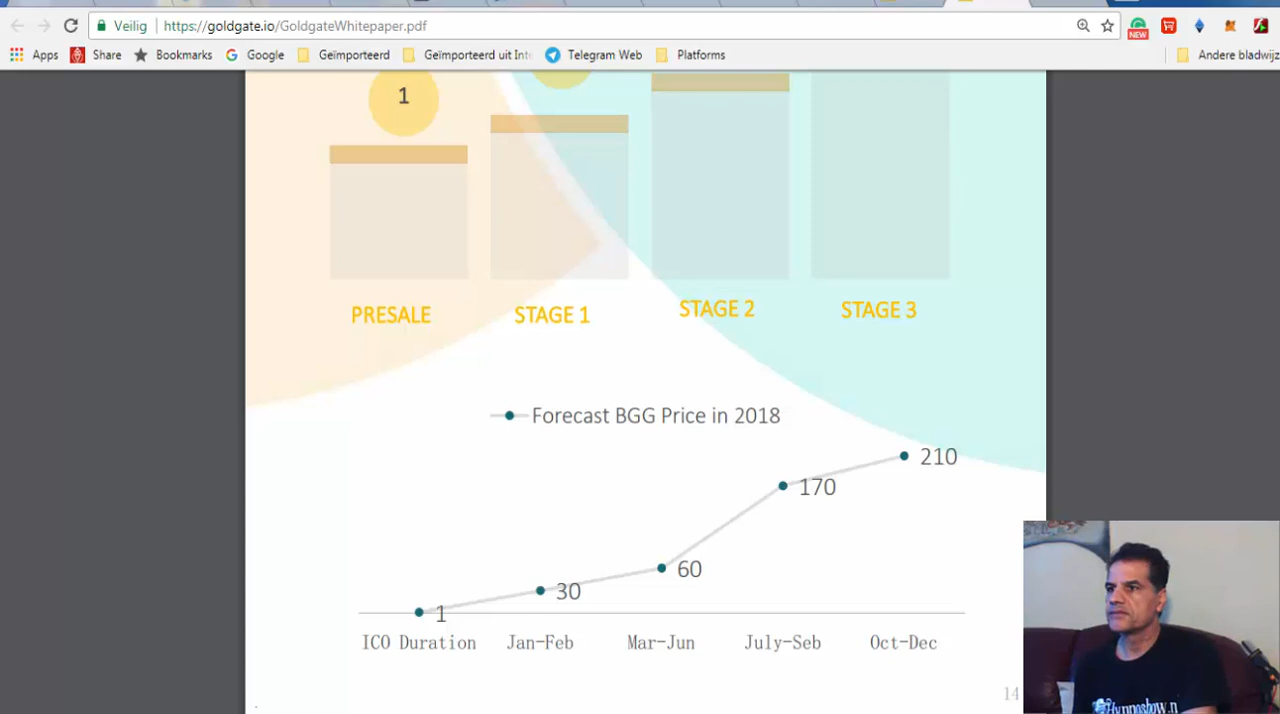 Veilig
https://goldgate.io/GoldgateWhitepaper.pdf
NEW
Apps Share Bookmarks Google Geïmporteerd Geïmporteerd uit Telegram Web Platforms Andere bladwijz
1
PRESALE STAGE 1 STAGE 2 STAGE 3
Forecast BGG Price in 2018
210
170
60
30
1
ICO Duration Jan-Feb Mar-Jun July-Seb Oct-Dec
14